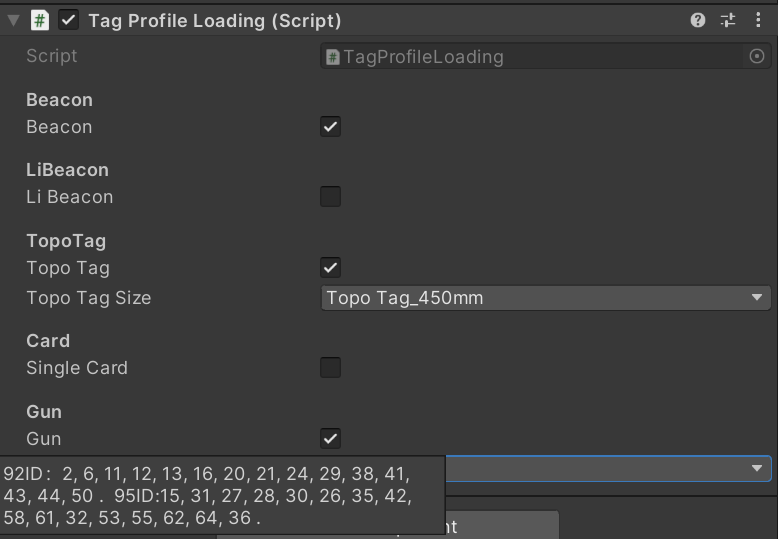 Tag Profile Loading (Script)
Script TagProfileLoading
Beacon
Beacon
LiBeacon
Li Beacon
TopoTag
Topo Tag
Topo Tag Size Topo Tag_450mm
Card
Single Card
Gun
Gun
92ID：2, 6, 11, 12, 13, 16, 20, 21, 24, 29, 38, 41,
43, 44, 50 . 95ID:15, 31, 27, 28, 30, 26, 35, 42,
58, 61, 32, 53, 55, 62, 64, 36 .